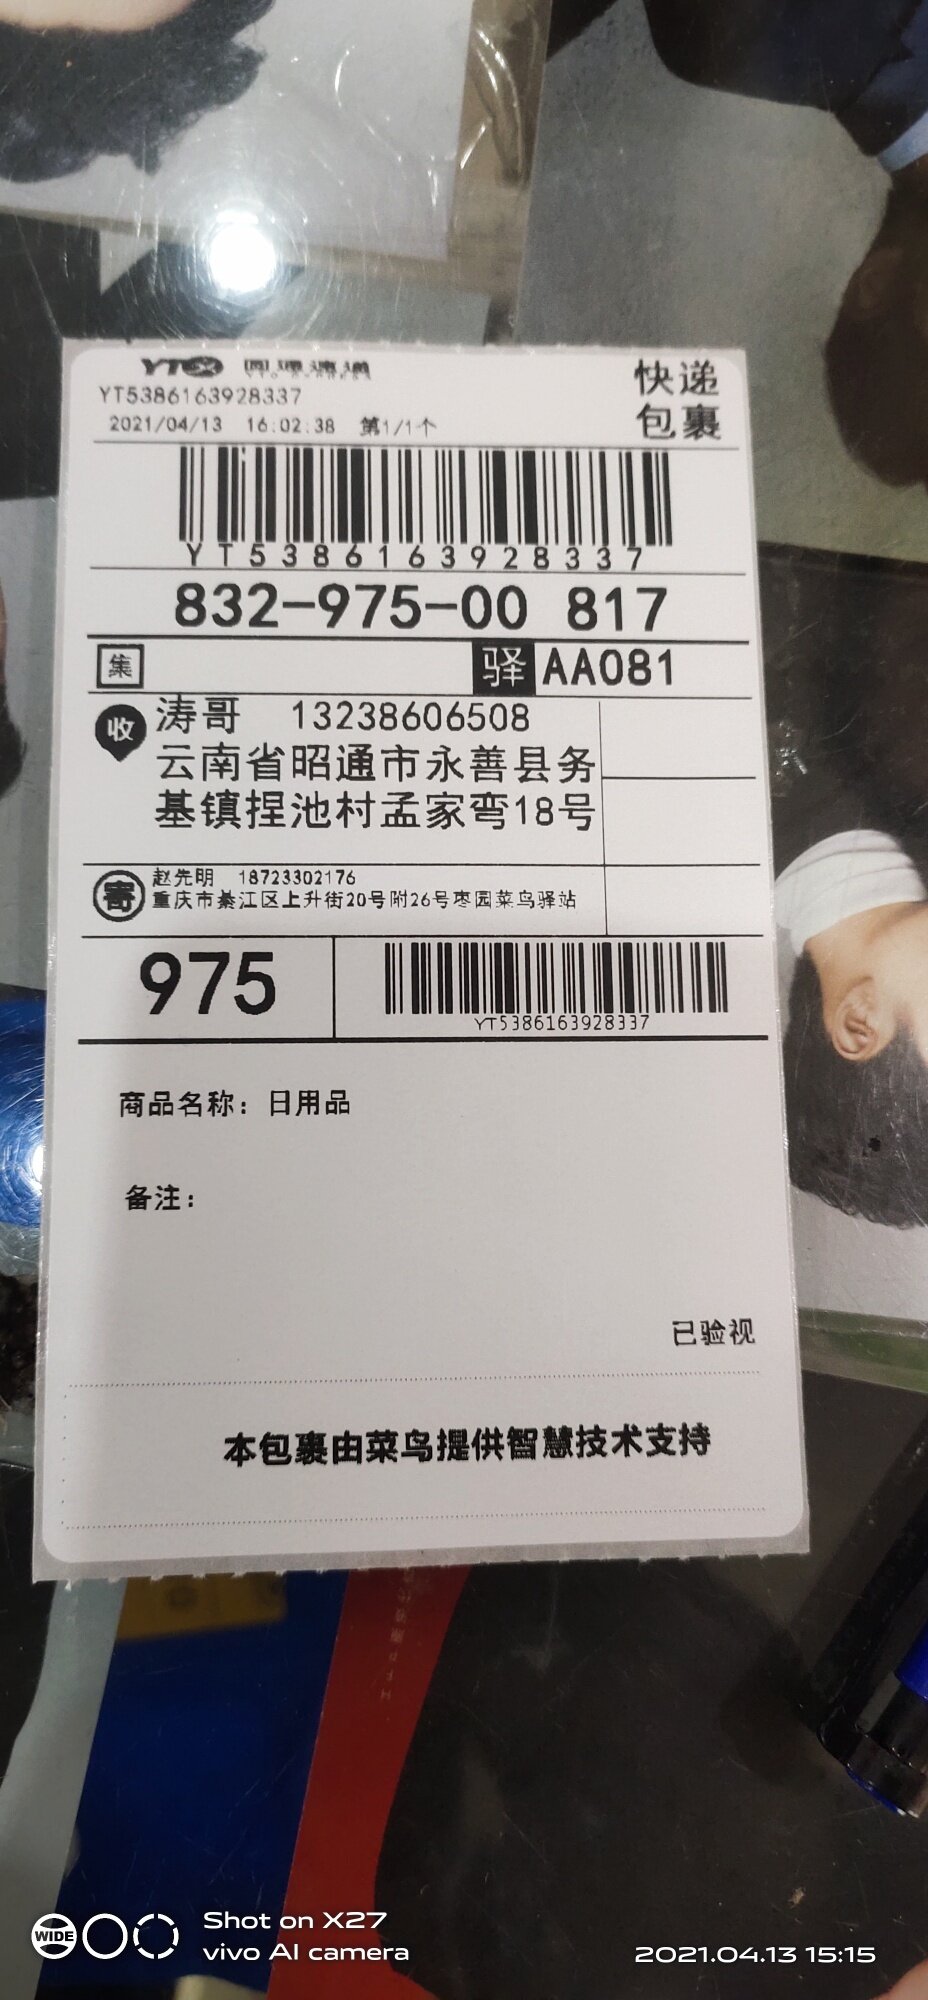 YTO 圆通速递
YT5386163928337
2021/04/13 16:02:38 第1/1个
快递
包裹
YT5386163928337
832-975-00 817
集
驿 AA081
收
涛哥 13238606508
云南省昭通市永善县务
基镇捏池村孟家弯18号
寄
赵先明 18723302176
重庆市綦江区上升街20号附26号枣园菜鸟驿站
975
YT5386163928337
商品名称：日用品
备注：
已验视
本包裹由菜鸟提供智慧技术支持
WIDE
Shot on X27
vivo AI camera
2021.04.13 15:15